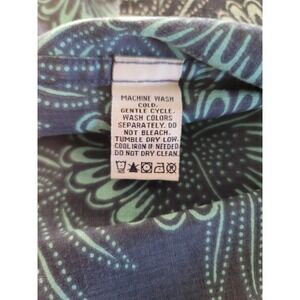 MACHINE WASH
COLD.
GENTLE CYCLE.
WASH COLORS
SEPARATELY. DO
NOT BLEACH.
TUMBLE DRY LOW.
COOL IRON IF NEEDED
DO NOT DRY CLEAN.